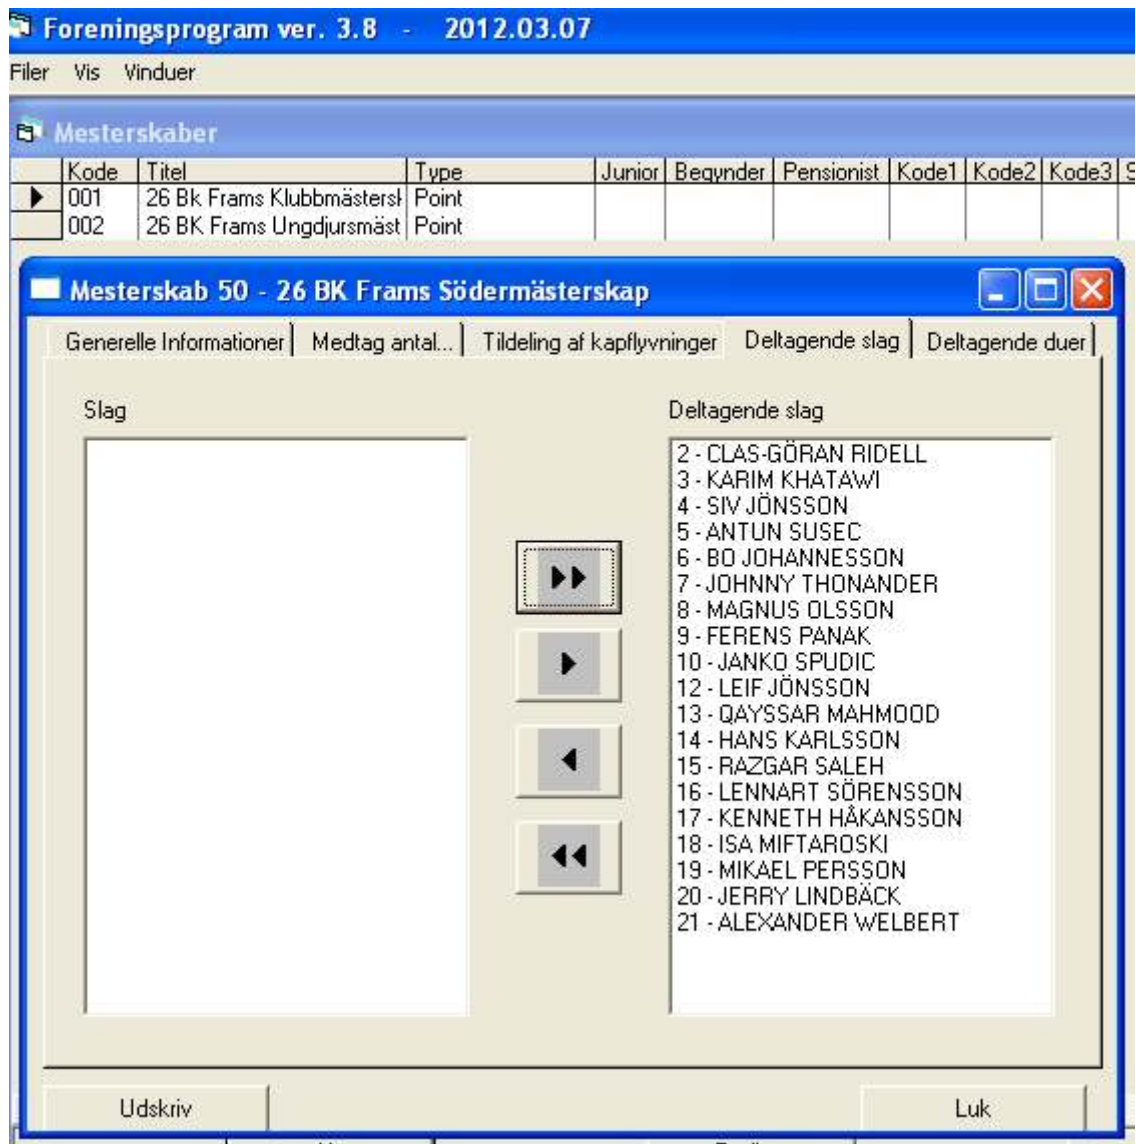 Foreningsprogram ver. 3.8 - 2012.03.07
Filer Vis Vinduer
Mesterskaber
Kode Titel Type Junior Begynder Pensionist Kode1 Kode2 Kode3 S
001 26 Bk Frams Klubbmästersk Point
002 26 BK Frams Ungdjursmäst Point
Mesterskab 50 - 26 BK Frams Södermästerskap
Generelle Informationer Medtag antal... Tildeling af kapflyvninger Deltagende slag Deltagende duer
Slag Deltagende slag
2 - CLAS-GÖRAN RIDELL
3 - KARIM KHATAWI
4 - SIV JÖNSSON
5 - ANTUN SUSEC
6 - BO JOHANNESSON
7 - JOHNNY THONANDER
8 - MAGNUS OLSSON
9 - FERENS PANAK
10 - JANKO SPUDIC
12 - LEIF JÖNSSON
13 - QAYSSAR MAHMOOD
14 - HANS KARLSSON
15 - RAZGAR SALEH
16 - LENNART SÖRENSSON
17 - KENNETH HÅKANSSON
18 - ISA MIFTAROSKI
19 - MIKAEL PERSSON
20 - JERRY LINDBÄCK
21 - ALEXANDER WELBERT
Udskriv Luk